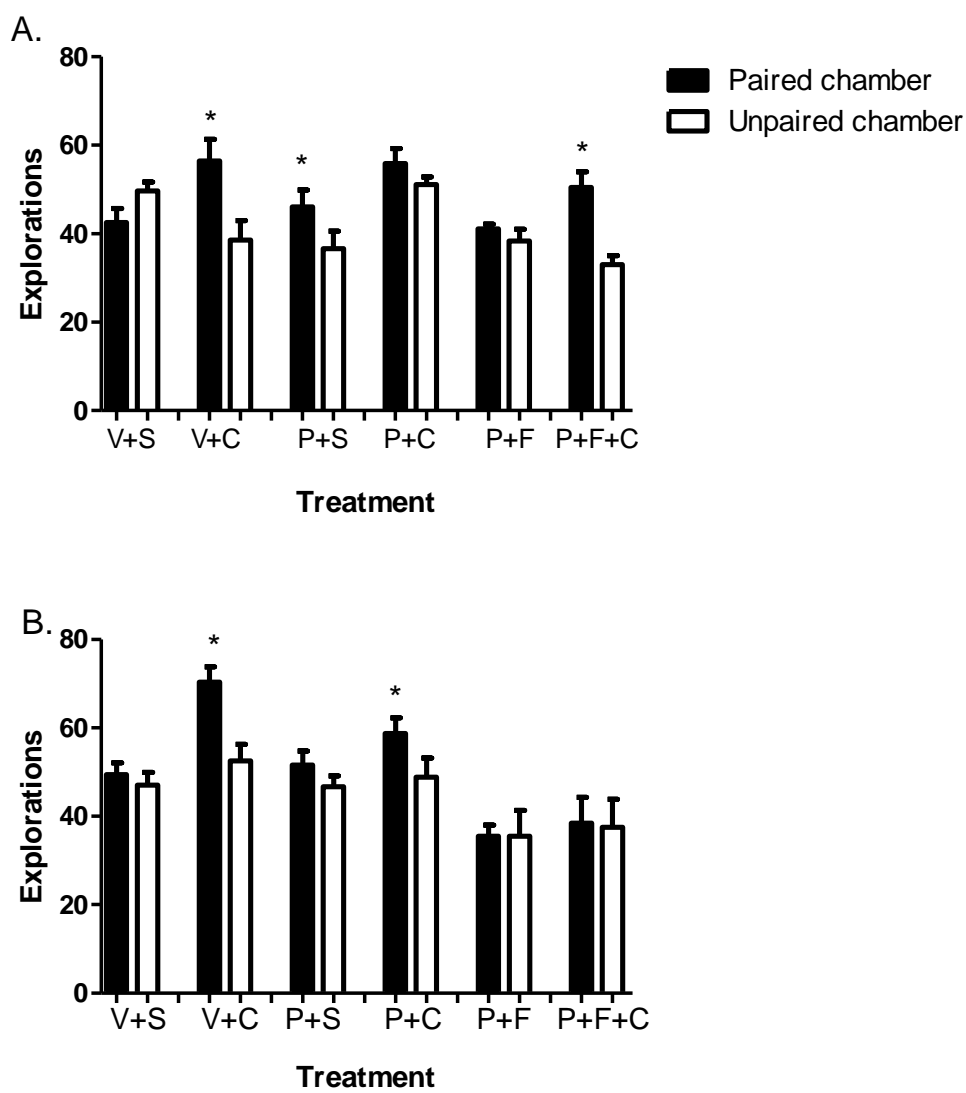 A.
80
60
40
20
0
Explorations
* * *
Paired chamber
Unpaired chamber
V+S V+C P+S P+C P+F P+F+C
Treatment
B.
80
60
40
20
0
Explorations
* *
V+S V+C P+S P+C P+F P+F+C
Treatment